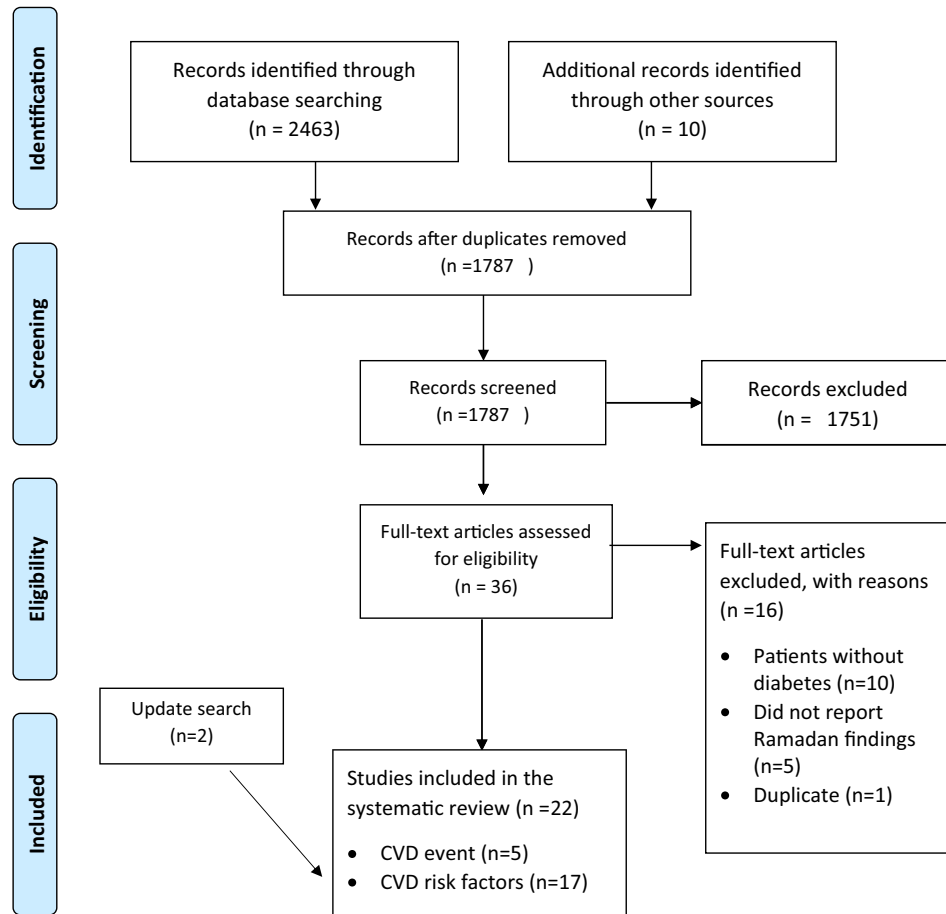 Identification
Records identified through
database searching
(n = 2463)
Additional records identified
through other sources
(n = 10)
Records after duplicates removed
(n =1787   )
Screening
Records screened
(n =1787   )
Records excluded
(n =   1751)
Eligibility
Full-text articles assessed
for eligibility
(n = 36)
Full-text articles
excluded, with reasons
(n =16)
• Patients without
diabetes (n=10)
• Did not report
Ramadan findings
(n=5)
• Duplicate (n=1)
Included
Update search
(n=2)
Studies included in the
systematic review (n =22)
• CVD event (n=5)
• CVD risk factors (n=17)